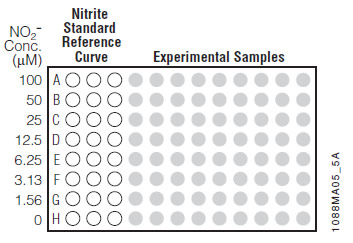 Nitrite
Standard
Reference
Curve
NO₂⁻
Conc.
(µM)
Experimental Samples
100 A
50 B
25 C
12.5 D
6.25 E
3.13 F
1.56 G
0 H
1088MA05_5A